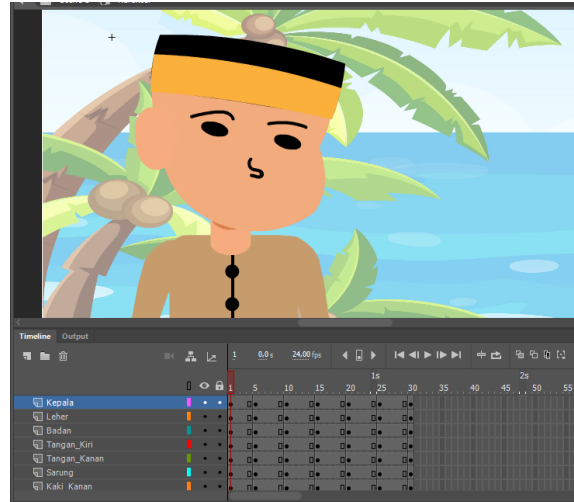 Timeline Output
1 0.0 s 24.00 fps
1s 2s
1 5 10 15 20 25 30 35 40 45 50 55
Kepala
Leher
Badan
Tangan_Kiri
Tangan_Kanan
Sarung
Kaki_Kanan